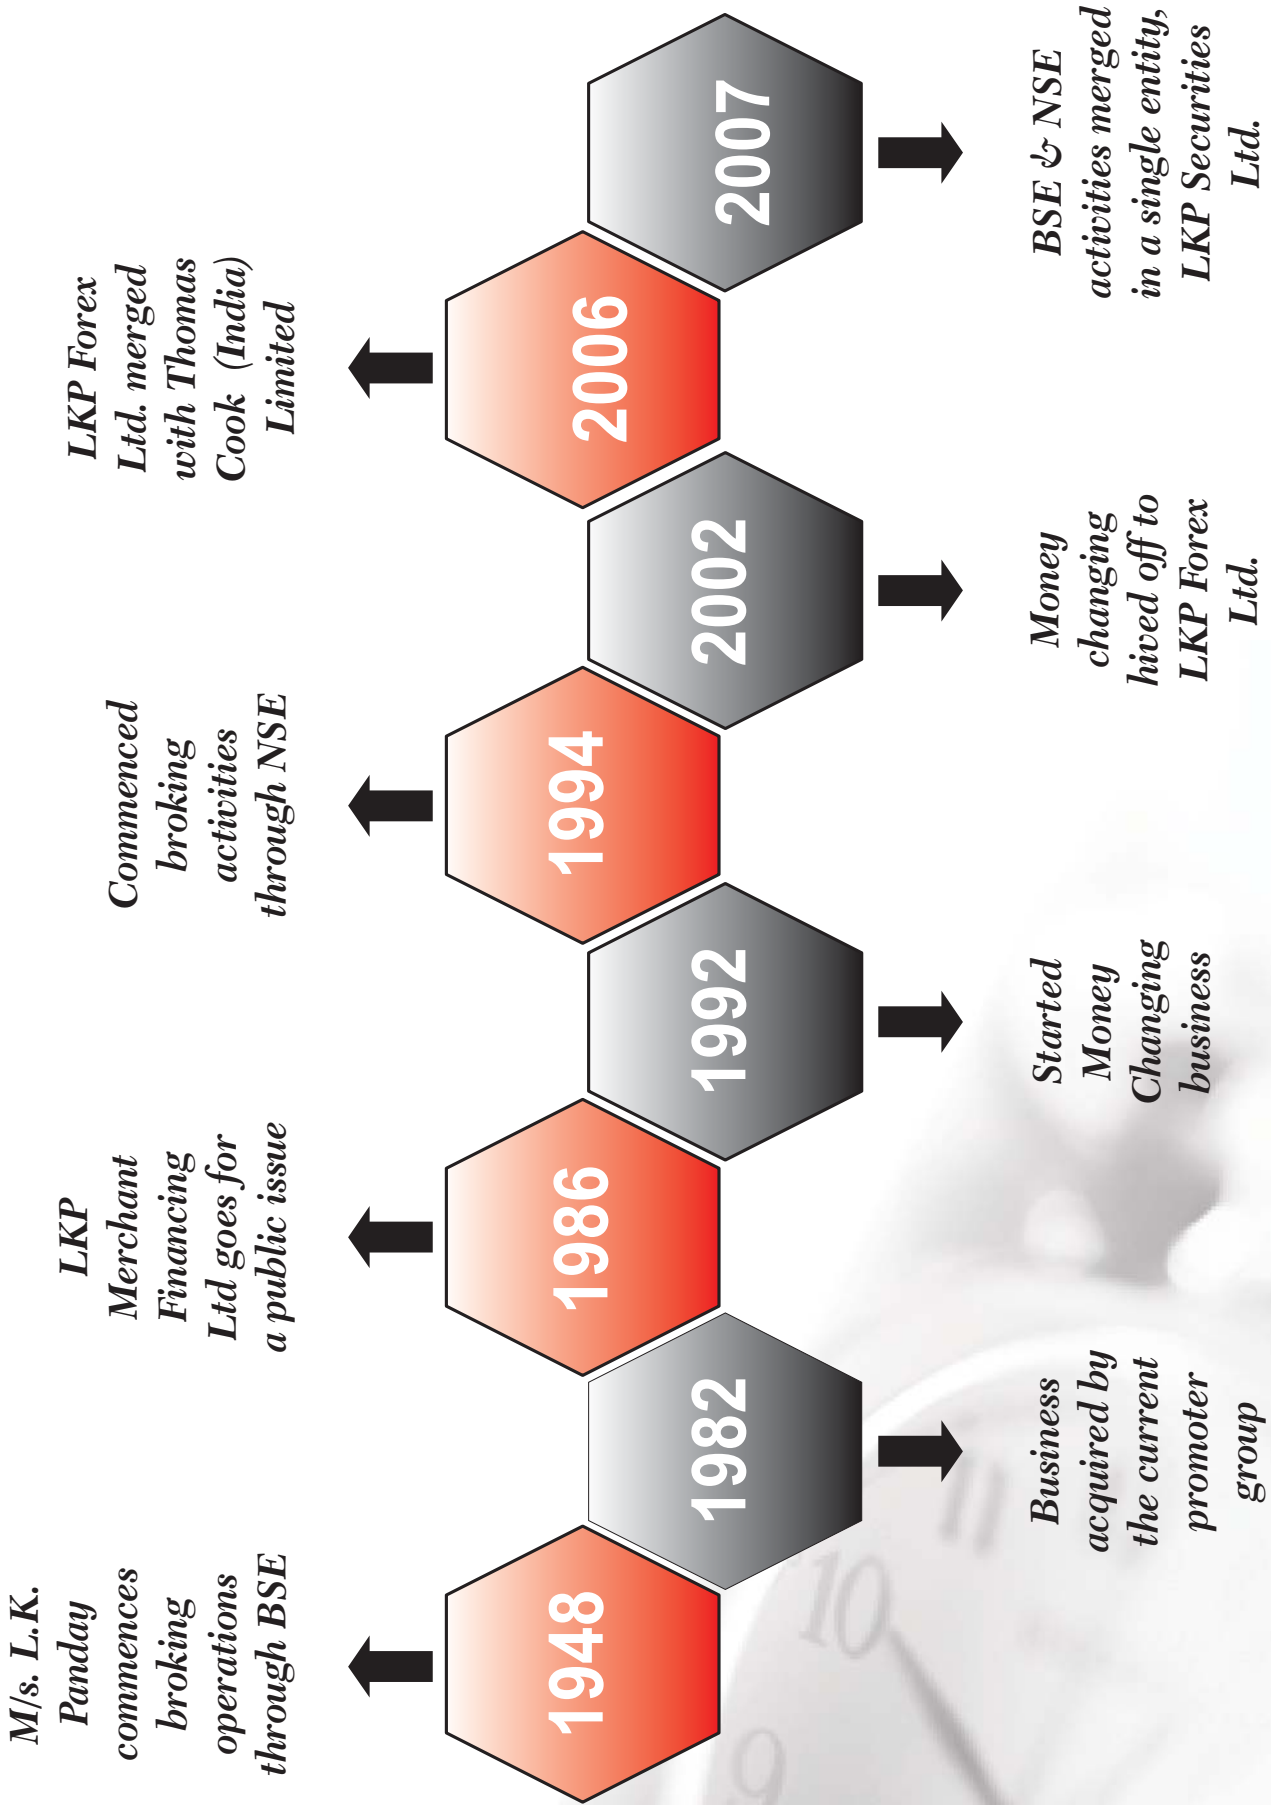 M/s. L.K.
Panday
commences
broking
operations
through BSE
1948
1982
Business
acquired by
the current
promoter
group
LKP
Merchant
Financing
Ltd goes for
a public issue
1986
1992
Started
Money
Changing
business
Commenced
broking
activities
through NSE
1994
2002
Money
changing
hived off to
LKP Forex
Ltd.
LKP Forex
Ltd. merged
with Thomas
Cook (India)
Limited
2006
2007
BSE & NSE
activities merged
in a single entity,
LKP Securities
Ltd.
9
10
11